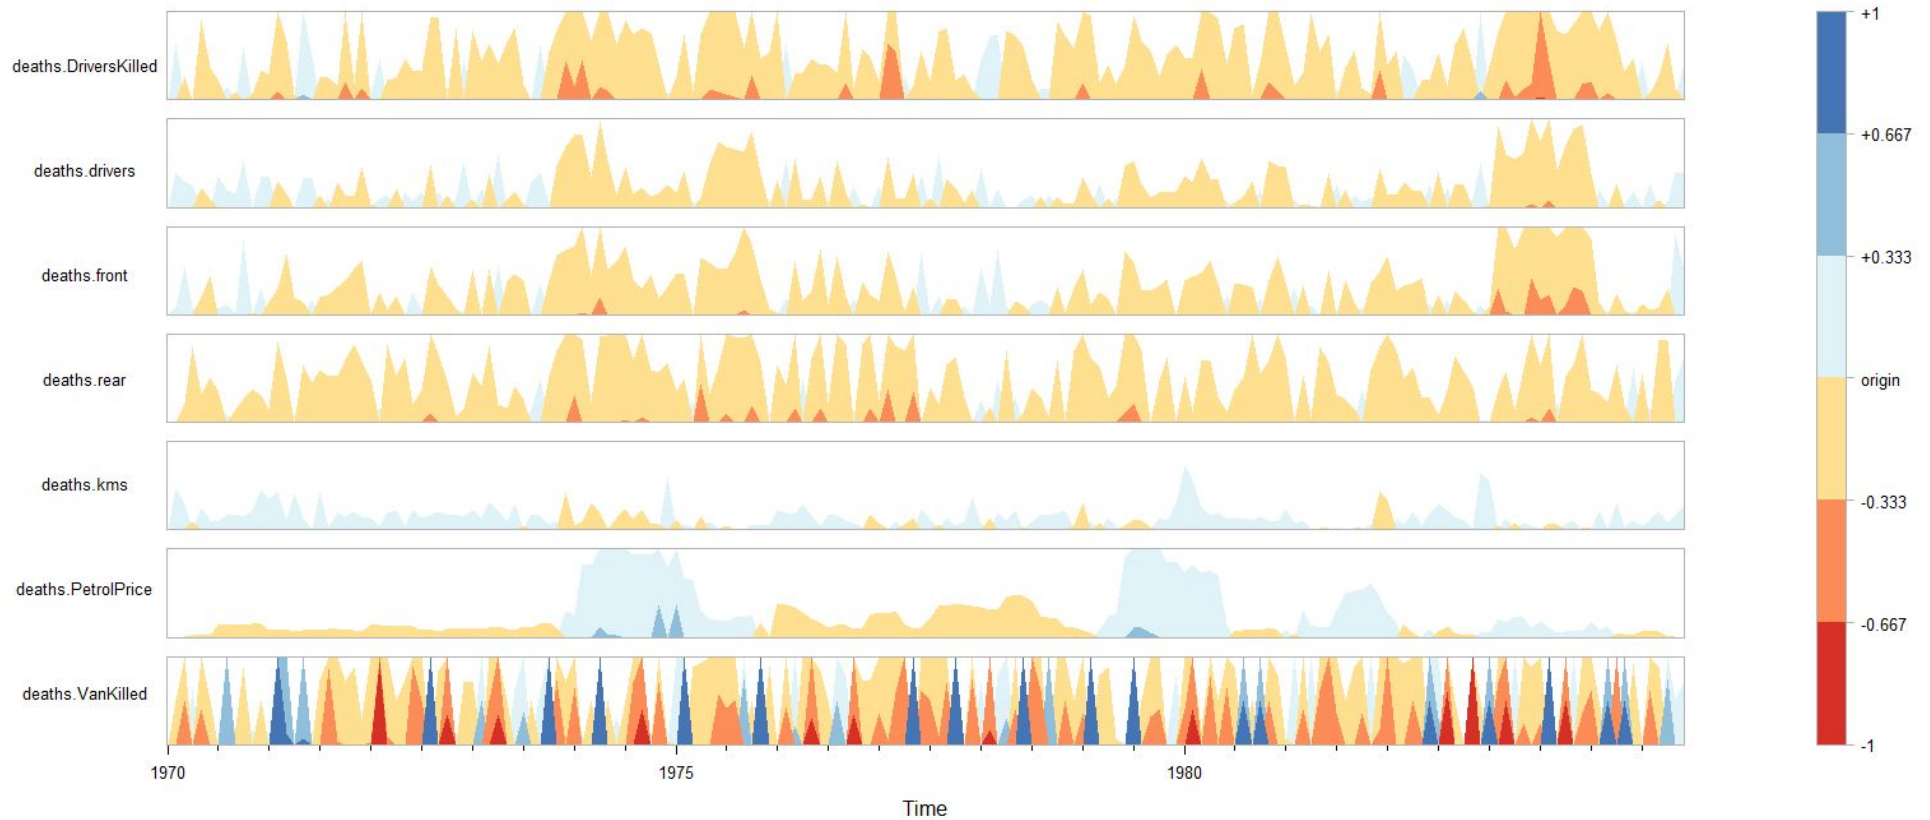 deaths.DriversKilled
deaths.drivers
deaths.front
deaths.rear
deaths.kms
deaths.PetrolPrice
deaths.VanKilled
1970 1975 1980
Time
+1
+0.667
+0.333
origin
-0.333
-0.667
-1